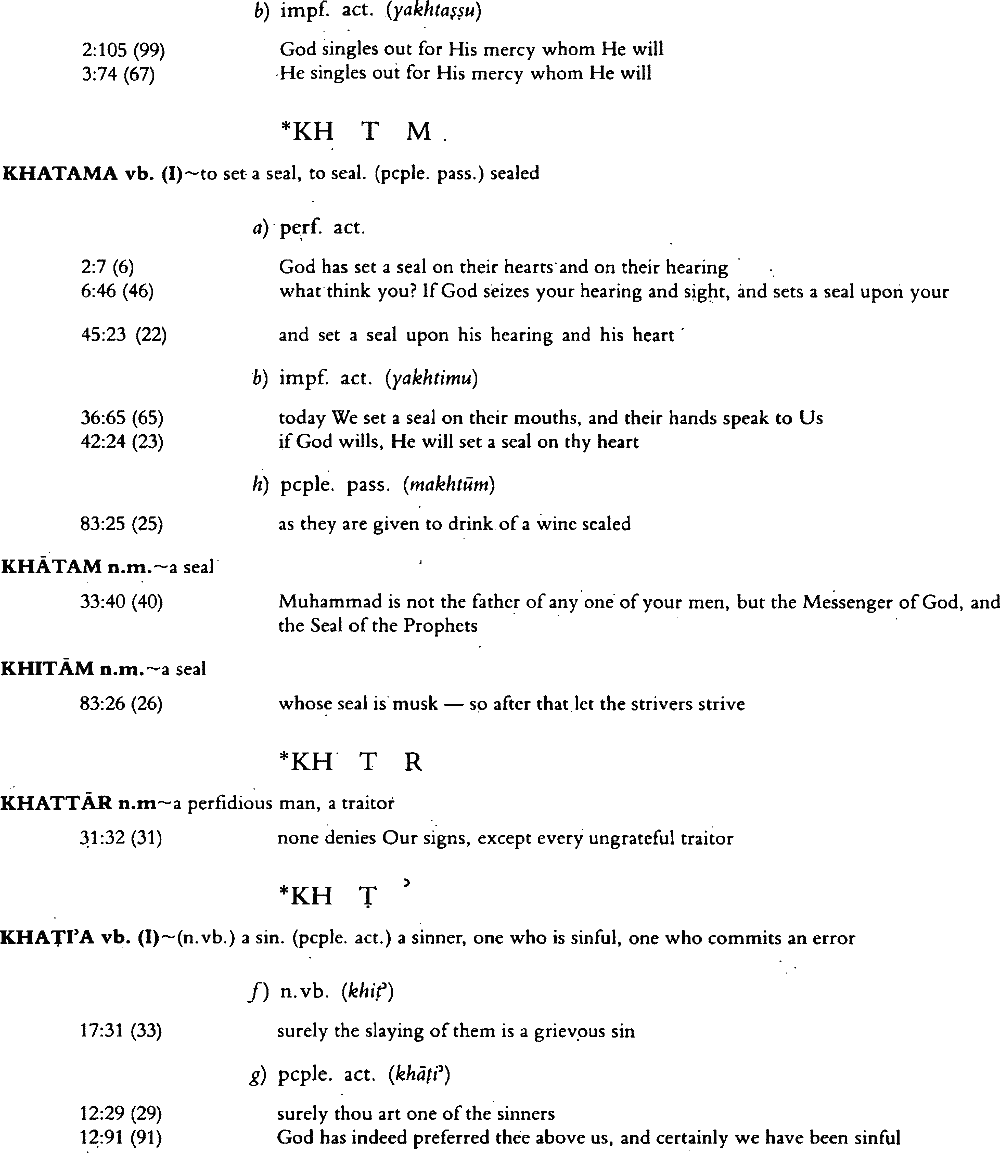 b) impf. act. (yakhtaṣṣu)
2:105 (99) God singles out for His mercy whom He will
3:74 (67) He singles out for His mercy whom He will
*KH T M
KHATAMA vb. (I)~to set a seal, to seal. (pcple. pass.) sealed
a) perf. act.
2:7 (6) God has set a seal on their hearts and on their hearing
6:46 (46) what think you? If God seizes your hearing and sight, and sets a seal upon your
45:23 (22) and set a seal upon his hearing and his heart
b) impf. act. (yakhtimu)
36:65 (65) today We set a seal on their mouths, and their hands speak to Us
42:24 (23) if God wills, He will set a seal on thy heart
h) pcple. pass. (makhtūm)
83:25 (25) as they are given to drink of a wine sealed
KHĀTAM n.m.~a seal
33:40 (40) Muhammad is not the father of any one of your men, but the Messenger of God, and
the Seal of the Prophets
KHITĀM n.m.~a seal
83:26 (26) whose seal is musk — so after that let the strivers strive
*KH T R
KHATTĀR n.m~a perfidious man, a traitor
31:32 (31) none denies Our signs, except every ungrateful traitor
*KH Ṭ ʾ
KHAṬIʾA vb. (I)~(n.vb.) a sin. (pcple. act.) a sinner, one who is sinful, one who commits an error
f) n.vb. (khiṭʾ)
17:31 (33) surely the slaying of them is a grievous sin
g) pcple. act. (khāṭiʾ)
12:29 (29) surely thou art one of the sinners
12:91 (91) God has indeed preferred thee above us, and certainly we have been sinful